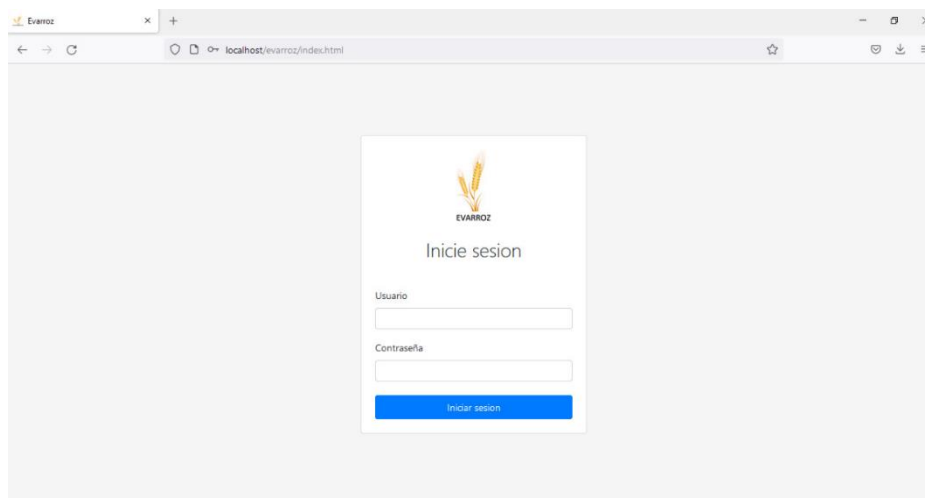 Evarroz
localhost/evarroz/index.html
EVARROZ
Inicie sesion
Usuario
Contraseña
Iniciar sesion